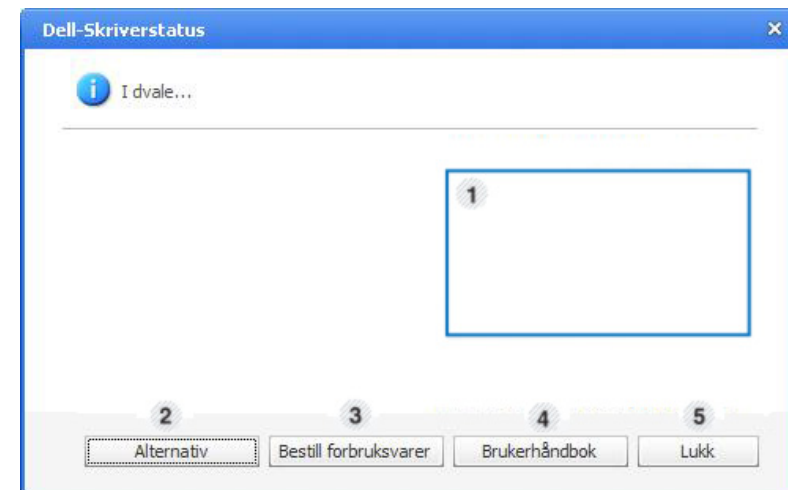 Dell-Skriverstatus
I dvale...
1
2 3 4 5
Alternativ Bestill forbruksvarer Brukerhåndbok Lukk